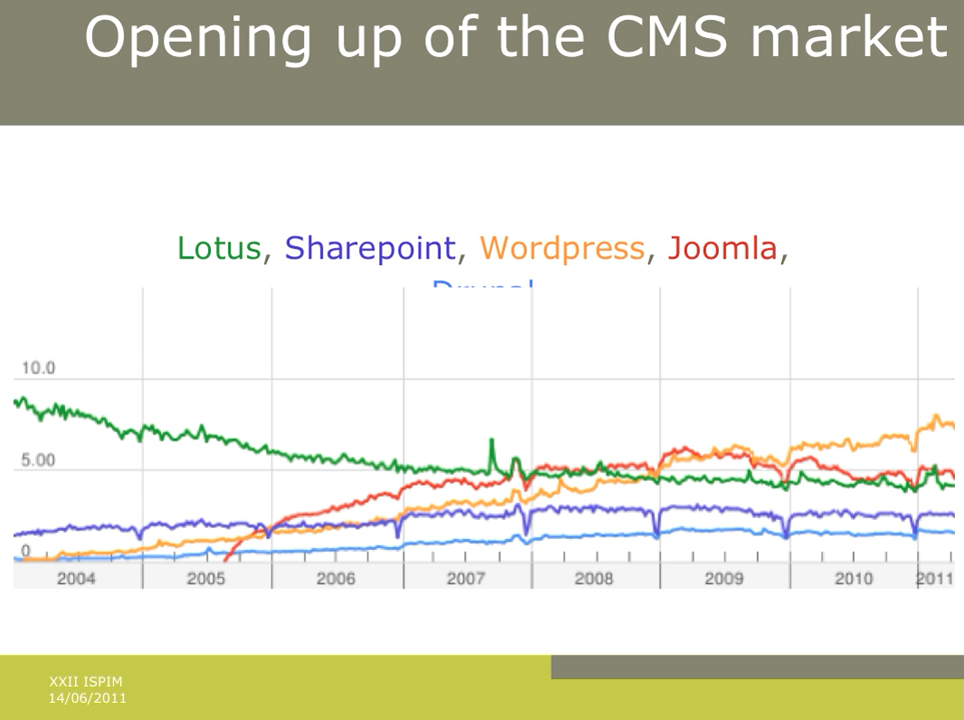 Opening up of the CMS market
Lotus, Sharepoint, Wordpress, Joomla,
Drupal
10.0
5.00
0
2004 2005 2006 2007 2008 2009 2010 2011
XXII ISPIM
14/06/2011